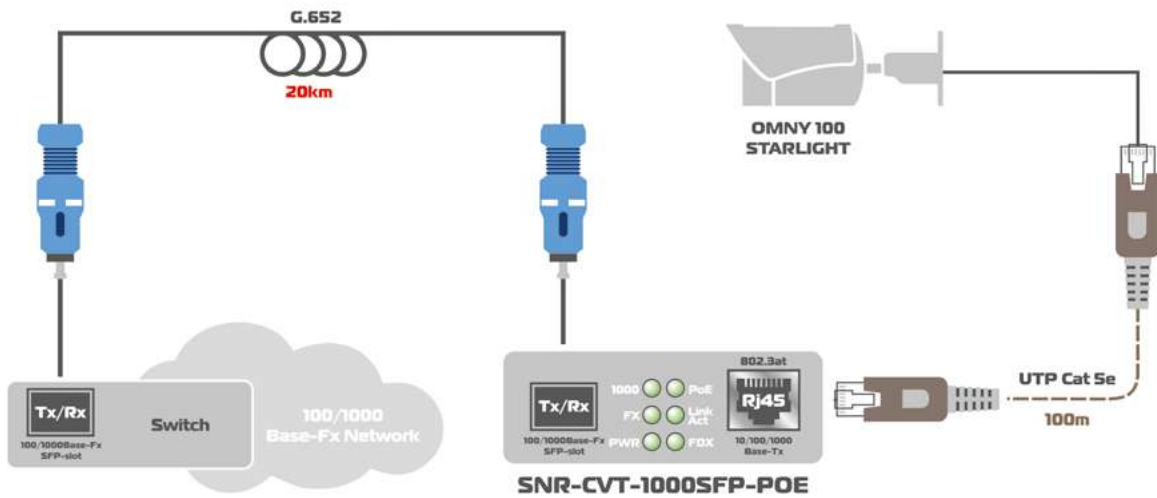 G.652
20km
OMNY 100
STARLIGHT
802.3at
1000
PoE
Tx/Rx
Switch
100/1000
Base-Fx Network
100/1000Base-Fx
SFP-slot
Tx/Rx
100/1000Base-Fx
SFP-slot
FX
Link
Act
PWR
FDX
Rj45
10/100/1000
Base-Tx
UTP Cat 5e
100m
SNR-CVT-1000SFP-POE